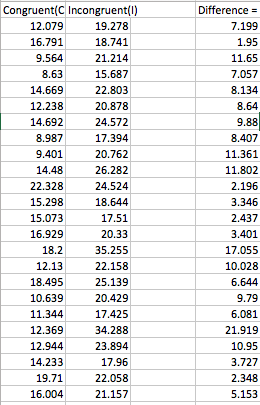 Congruent(C Incongruent(I) Difference =
12.079 19.278 7.199
16.791 18.741 1.95
9.564 21.214 11.65
8.63 15.687 7.057
14.669 22.803 8.134
12.238 20.878 8.64
14.692 24.572 9.88
8.987 17.394 8.407
9.401 20.762 11.361
14.48 26.282 11.802
22.328 24.524 2.196
15.298 18.644 3.346
15.073 17.51 2.437
16.929 20.33 3.401
18.2 35.255 17.055
12.13 22.158 10.028
18.495 25.139 6.644
10.639 20.429 9.79
11.344 17.425 6.081
12.369 34.288 21.919
12.944 23.894 10.95
14.233 17.96 3.727
19.71 22.058 2.348
16.004 21.157 5.153